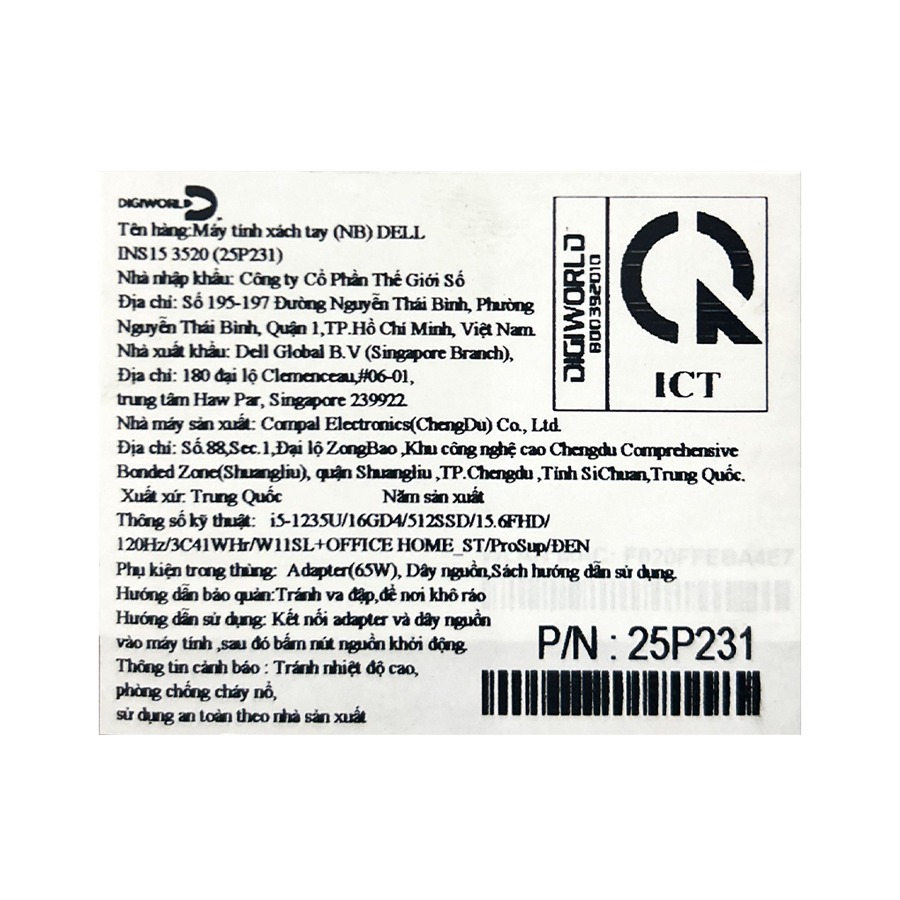 DIGIWORLD
Tên hàng:Máy tính xách tay (NB) DELL
INS15 3520 (25P231)
Nhà nhập khẩu: Công ty Cổ Phần Thế Giới Số
Địa chỉ: Số 195-197 Đường Nguyễn Thái Bình, Phường
Nguyễn Thái Bình, Quận 1,TP.Hồ Chí Minh, Việt Nam.
Nhà xuất khẩu: Dell Global B.V (Singapore Branch),
Địa chỉ: 180 đại lộ Clemenceau,#06-01,
trung tâm Haw Par, Singapore 239922
DIGIWORLD
800392010
ICT
Nhà máy sản xuất: Compal Electronics(ChengDu) Co., Ltd.
Địa chỉ: Số.88,Sec.1,Đại lộ ZongBao ,Khu công nghệ cao Chengdu Comprehensive
Bonded Zone(Shuangliu), quận Shuangliu ,TP.Chengdu ,Tỉnh SiChuan,Trung Quốc.
Xuất xứ: Trung Quốc Năm sản xuất
Thông số kỹ thuật: i5-1235U/16GD4/512SSD/15.6FHD/
120Hz/3C41WHr/W11SL+OFFICE HOME_ST/ProSup/ĐEN
Phụ kiện trong thùng: Adapter(65W), Dây nguồn,Sách hướng dẫn sử dụng.
Hướng dẫn bảo quản:Tránh va đập,để nơi khô ráo
Hướng dẫn sử dụng: Kết nối adapter và dây nguồn
vào máy tính ,sau đó bấm nút nguồn khởi động.
Thông tin cảnh báo : Tránh nhiệt độ cao,
phòng chống cháy nổ,
sử dụng an toàn theo nhà sản xuất
P/N : 25P231